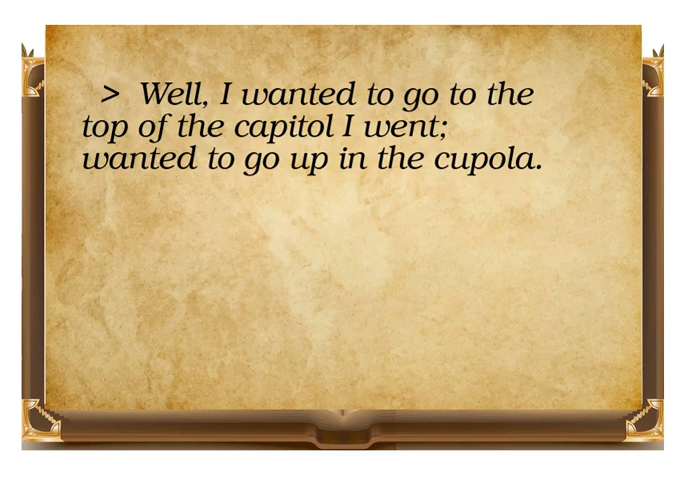 > Well, I wanted to go to the
top of the capitol I went;
wanted to go up in the cupola.